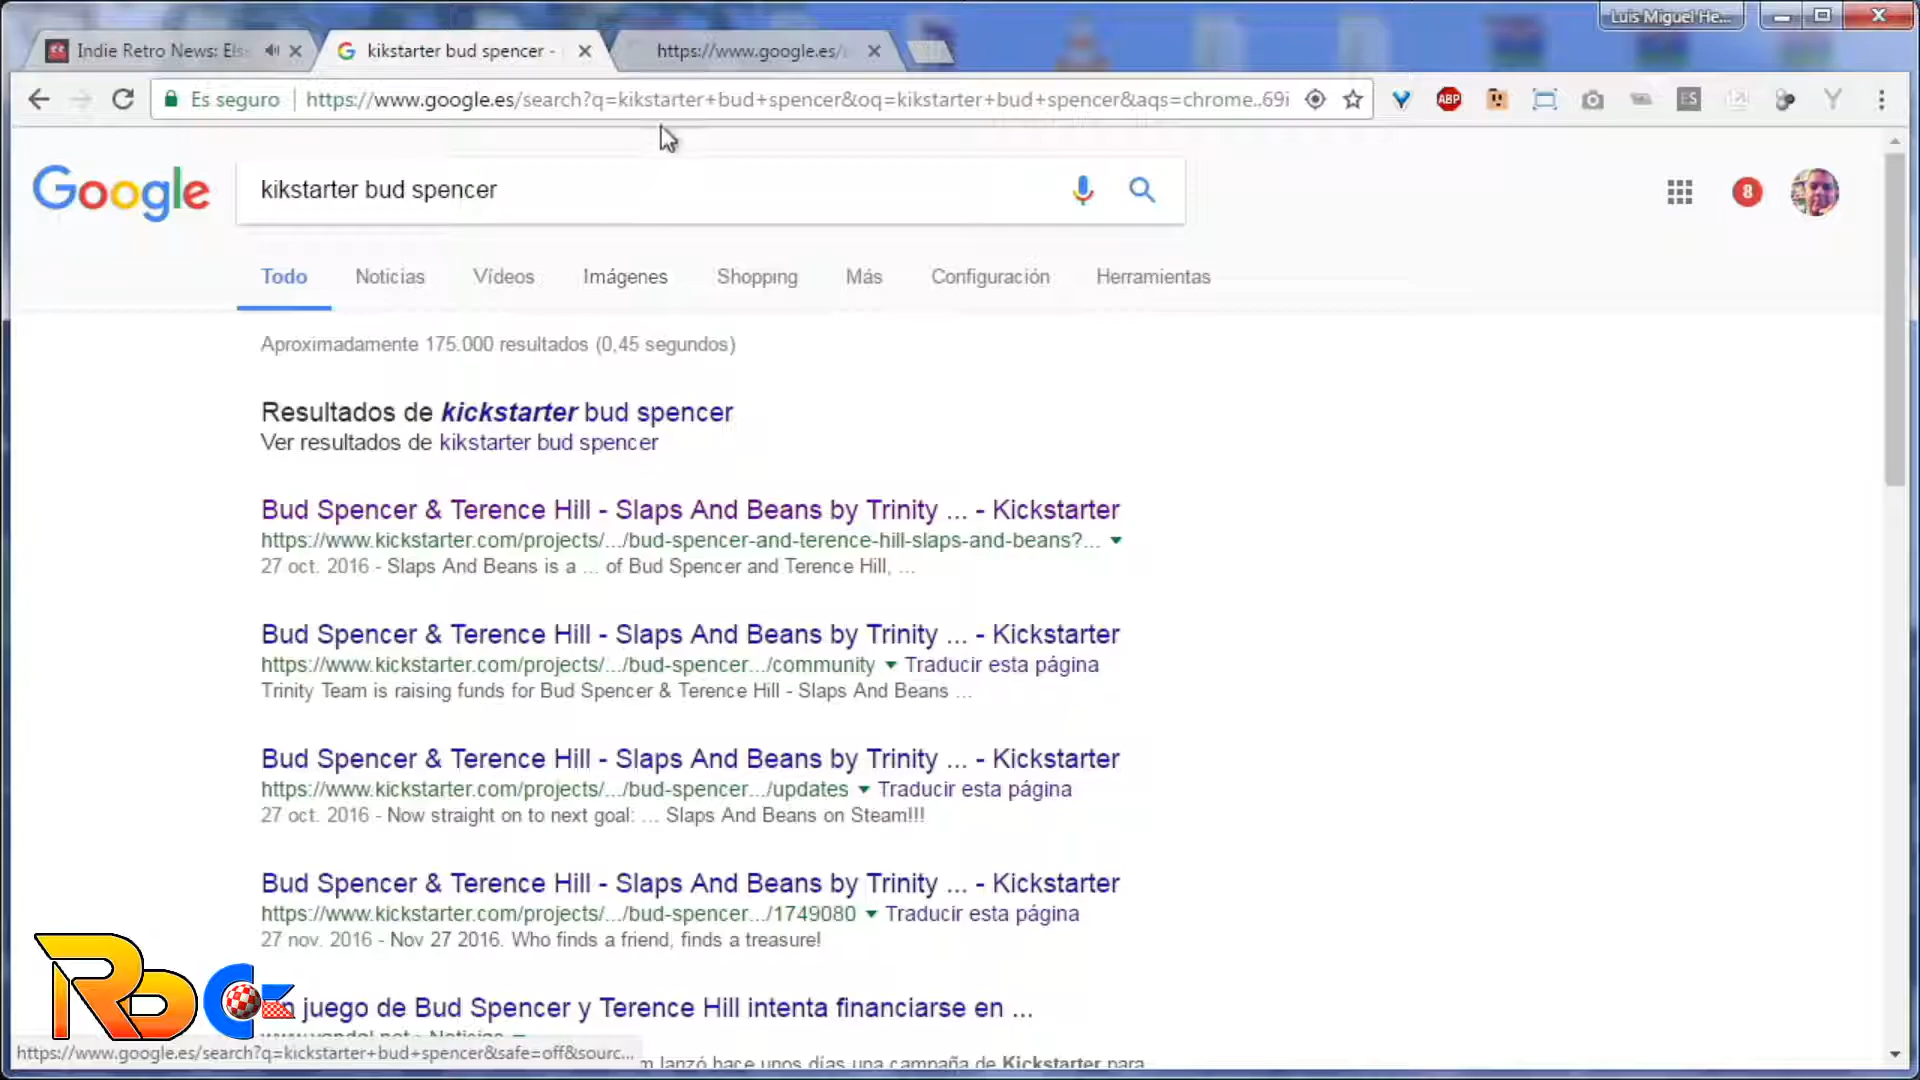 Luis Miguel He...
Indie Retro News: Els
kikstarter bud spencer -
https://www.google.es/
Es seguro
https://www.google.es/search?q=kikstarter+bud+spencer&oq=kikstarter+bud+spencer&aqs=chrome..69i
ABP
ES
Google
kikstarter bud spencer
8
Todo
Noticias
Vídeos
Imágenes
Shopping
Más
Configuración
Herramientas
Aproximadamente 175.000 resultados (0,45 segundos)
Resultados de kickstarter bud spencer
Ver resultados de kikstarter bud spencer
Bud Spencer & Terence Hill - Slaps And Beans by Trinity ... - Kickstarter
https://www.kickstarter.com/projects/.../bud-spencer-and-terence-hill-slaps-and-beans?...
27 oct. 2016 - Slaps And Beans is a ... of Bud Spencer and Terence Hill, ...
Bud Spencer & Terence Hill - Slaps And Beans by Trinity ... - Kickstarter
https://www.kickstarter.com/projects/.../bud-spencer.../community Traducir esta página
Trinity Team is raising funds for Bud Spencer & Terence Hill - Slaps And Beans ...
Bud Spencer & Terence Hill - Slaps And Beans by Trinity ... - Kickstarter
https://www.kickstarter.com/projects/.../bud-spencer.../updates Traducir esta página
27 oct. 2016 - Now straight on to next goal: ... Slaps And Beans on Steam!!!
Bud Spencer & Terence Hill - Slaps And Beans by Trinity ... - Kickstarter
https://www.kickstarter.com/projects/.../bud-spencer.../1749080 Traducir esta página
27 nov. 2016 - Nov 27 2016. Who finds a friend, finds a treasure!
juego de Bud Spencer y Terence Hill intenta financiarse en ...
https://www.google.es/search?q=kickstarter+bud+spencer&safe=off&sourc...
lanzó hace unos días una campaña de Kickstarter para